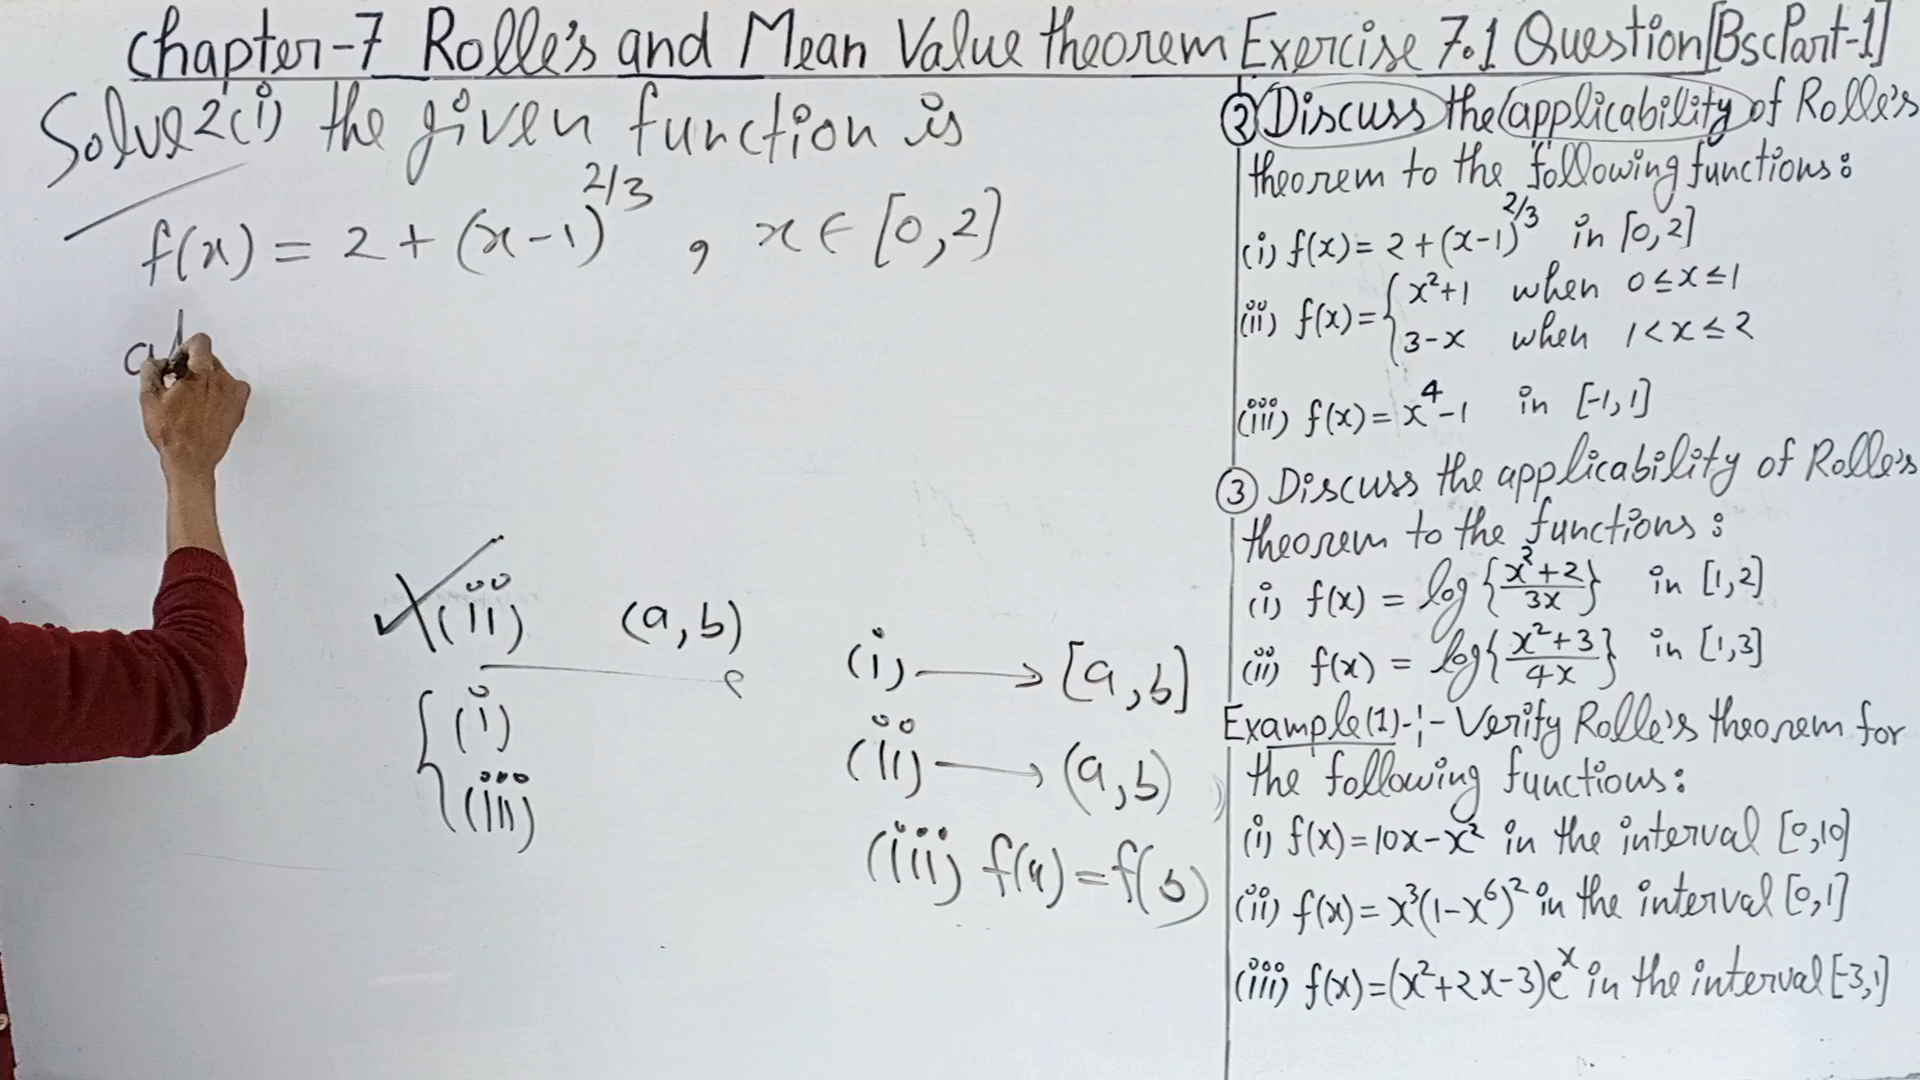 Chapter-7 Rolle's and Mean Value theorem Exercise 7.1 Question[BscPart-1]
Solve2(i) the given function is
f(x) = 2 + (x-1)^2/3 , x ∈ [0,2]
(ii) (a,b)
(i)
(iii)
(i) → [a,b]
(ii) → (a,b)
(iii) f(a)=f(b)
② Discuss the applicability of Rolle's
theorem to the following functions:
(i) f(x) = 2 + (x-1)^2/3 in [0,2]
(ii) f(x) = { x²+1 when 0≤x≤1
3-x when 1<x≤2
(iii) f(x) = x⁴-1 in [-1,1]
③ Discuss the applicability of Rolle's
theorem to the functions:
(i) f(x) = log{x²+2/3x} in [1,2]
(ii) f(x) = log{x²+3/4x} in [1,3]
Example(1)-:- Verify Rolle's theorem for
the following functions:
(i) f(x)=10x-x² in the interval [0,10]
(ii) f(x) = x³(1-x⁶)² in the interval [0,1]
(iii) f(x)=(x²+2x-3)eˣ in the interval [-3,1]